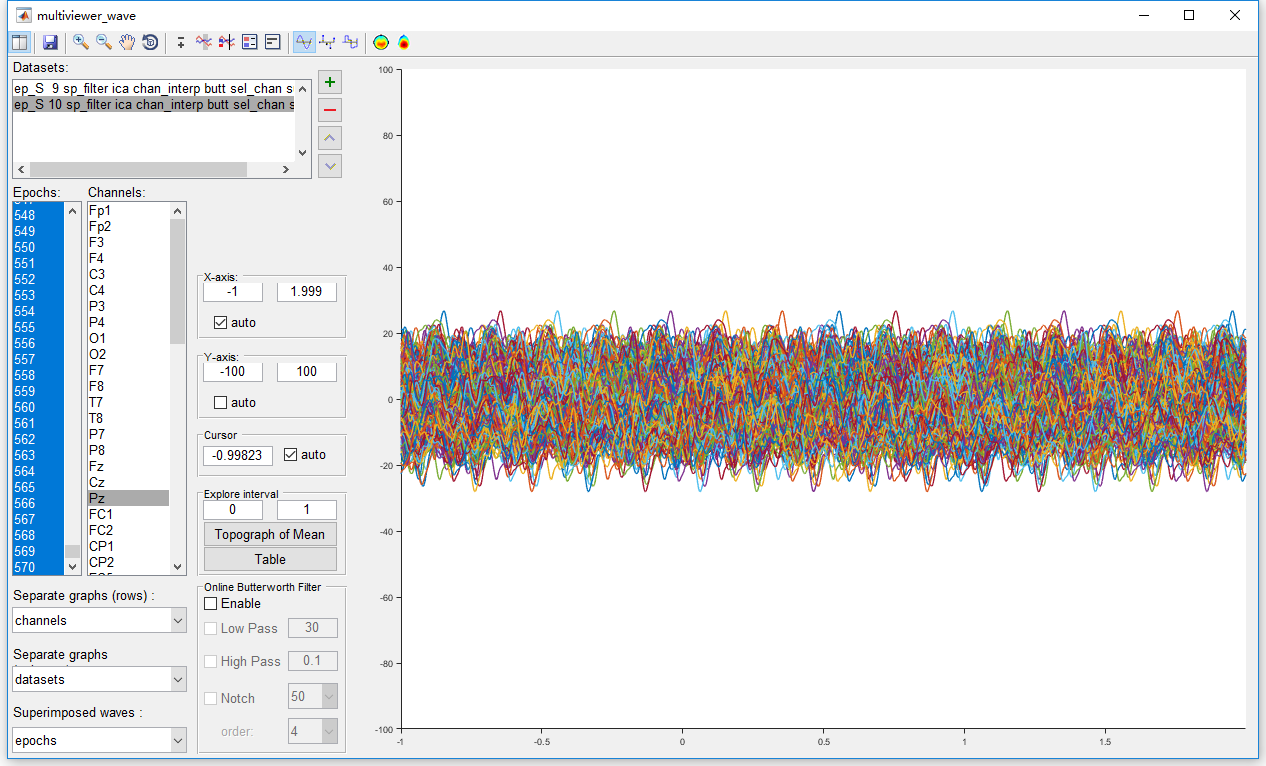 multiviewer_wave
Datasets:
ep_S 9 sp_filter ica chan_interp butt sel_chan s
ep_S 10 sp_filter ica chan_interp butt sel_chan s
Epochs:
548
549
550
551
552
553
554
555
556
557
558
559
560
561
562
563
564
565
566
567
568
569
570
Channels:
Fp1
Fp2
F3
F4
C3
C4
P3
P4
O1
O2
F7
F8
T7
T8
P7
P8
Fz
Cz
Pz
FC1
FC2
CP1
CP2
Separate graphs (rows) :
channels
Separate graphs
datasets
Superimposed waves :
epochs
X-axis:
-1 1.999
auto
Y-axis:
-100 100
auto
Cursor
-0.99823 auto
Explore interval
0 1
Topograph of Mean
Table
Online Butterworth Filter
Enable
Low Pass 30
High Pass 0.1
Notch 50
order: 4
100
80
60
40
20
0
-20
-40
-60
-80
-100
-1 -0.5 0 0.5 1 1.5